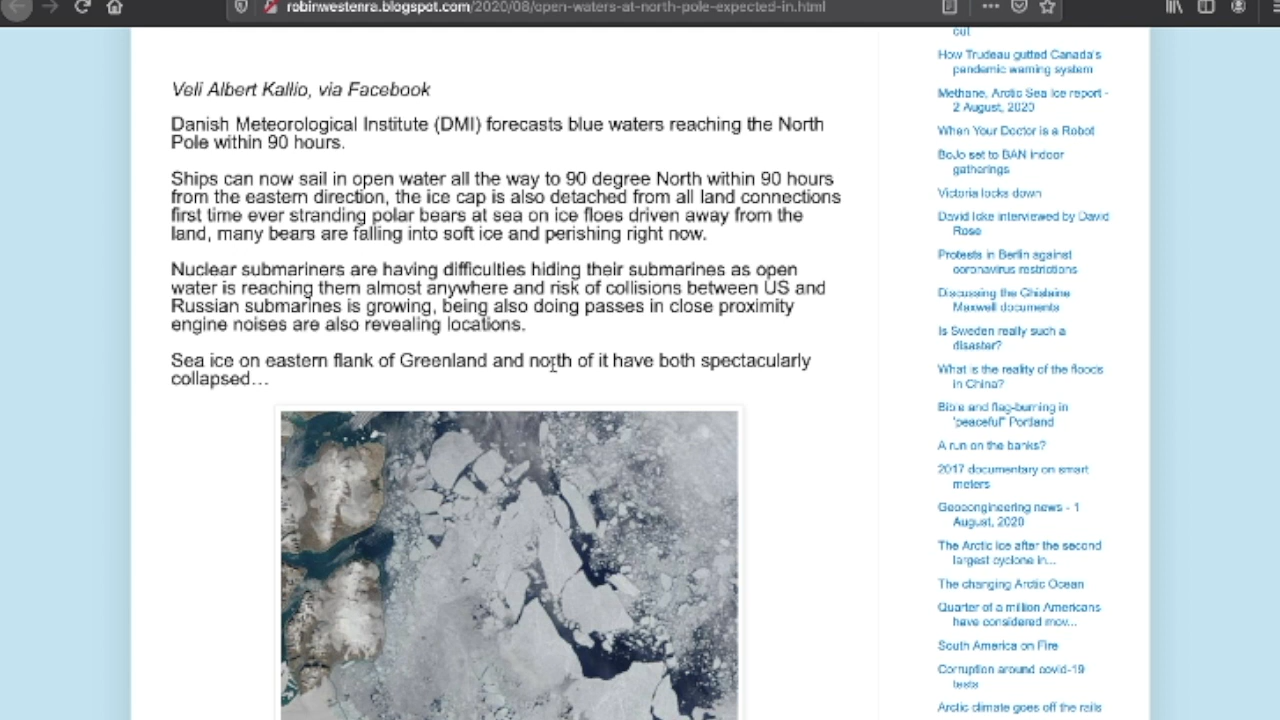 robinwestenra.blogspot.com/2020/08/open-waters-at-north-pole-expected-in.html
Veli Albert Kallio, via Facebook
Danish Meteorological Institute (DMI) forecasts blue waters reaching the North
Pole within 90 hours.
Ships can now sail in open water all the way to 90 degree North within 90 hours
from the eastern direction, the ice cap is also detached from all land connections
first time ever stranding polar bears at sea on ice floes driven away from the
land, many bears are falling into soft ice and perishing right now.
Nuclear submariners are having difficulties hiding their submarines as open
water is reaching them almost anywhere and risk of collisions between US and
Russian submarines is growing, being also doing passes in close proximity
engine noises are also revealing locations.
Sea ice on eastern flank of Greenland and north of it have both spectacularly
collapsed…
cut
How Trudeau gutted Canada's
pandemic warning system
Methane, Arctic Sea Ice report -
2 August, 2020
When Your Doctor is a Robot
BoJo set to BAN indoor
gatherings
Victoria locks down
David Icke interviewed by David
Rose
Protests in Berlin against
coronavirus restrictions
Discussing the Ghislaine
Maxwell documents
Is Sweden really such a
disaster?
What is the reality of the floods
in China?
Bible and flag-burning in
'peaceful" Portland
A run on the banks?
2017 documentary on smart
meters
Geoengineering news - 1
August, 2020
The Arctic ice after the second
largest cyclone in...
The changing Arctic Ocean
Quarter of a million Americans
have considered mov...
South America on Fire
Corruption around covid-19
tests
Arctic climate goes off the rails